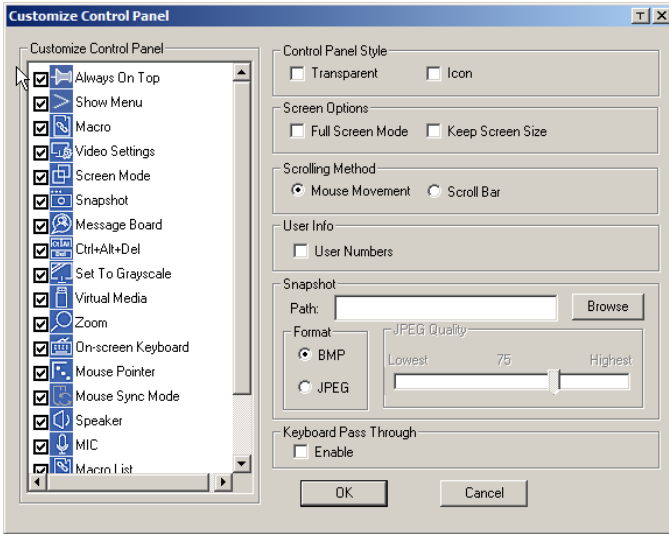 Customize Control Panel
Customize Control Panel
Always On Top
Show Menu
Macro
Video Settings
Screen Mode
Snapshot
Message Board
Ctrl+Alt+Del
Set To Grayscale
Virtual Media
Zoom
On-screen Keyboard
Mouse Pointer
Mouse Sync Mode
Speaker
MIC
Macro List
Control Panel Style
Transparent Icon
Screen Options
Full Screen Mode Keep Screen Size
Scrolling Method
Mouse Movement Scroll Bar
User Info
User Numbers
Snapshot
Path: Browse
Format
BMP
JPEG
JPEG Quality
Lowest 75 Highest
Keyboard Pass Through
Enable
OK Cancel